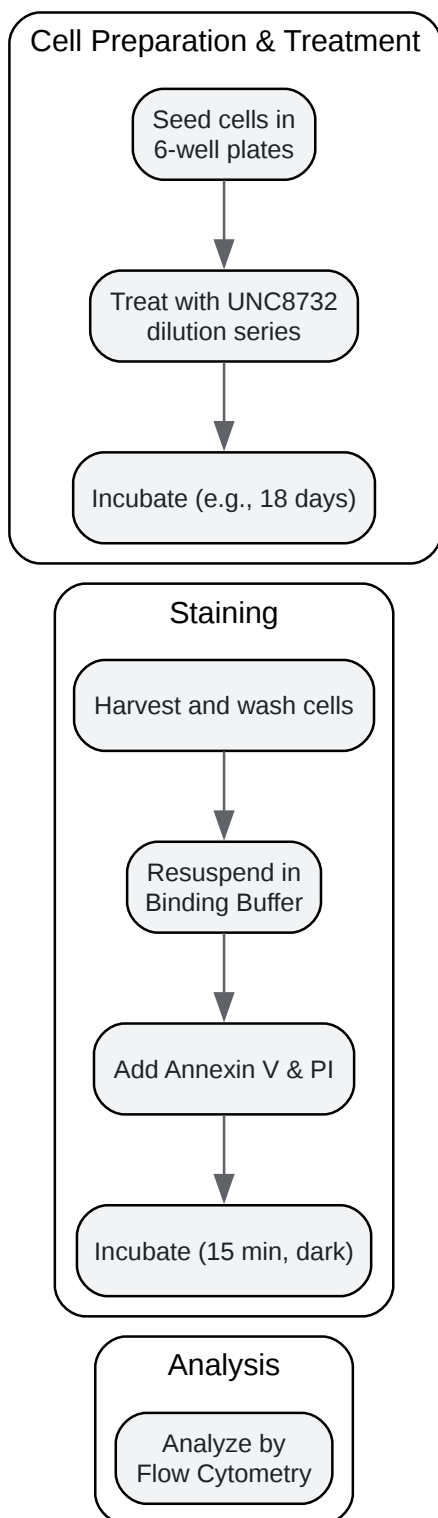 Cell Preparation & Treatment
Seed cells in
6-well plates
Treat with UNC8732
dilution series
Incubate (e.g., 18 days)
Staining
Harvest and wash cells
Resuspend in
Binding Buffer
Add Annexin V & PI
Incubate (15 min, dark)
Analysis
Analyze by
Flow Cytometry